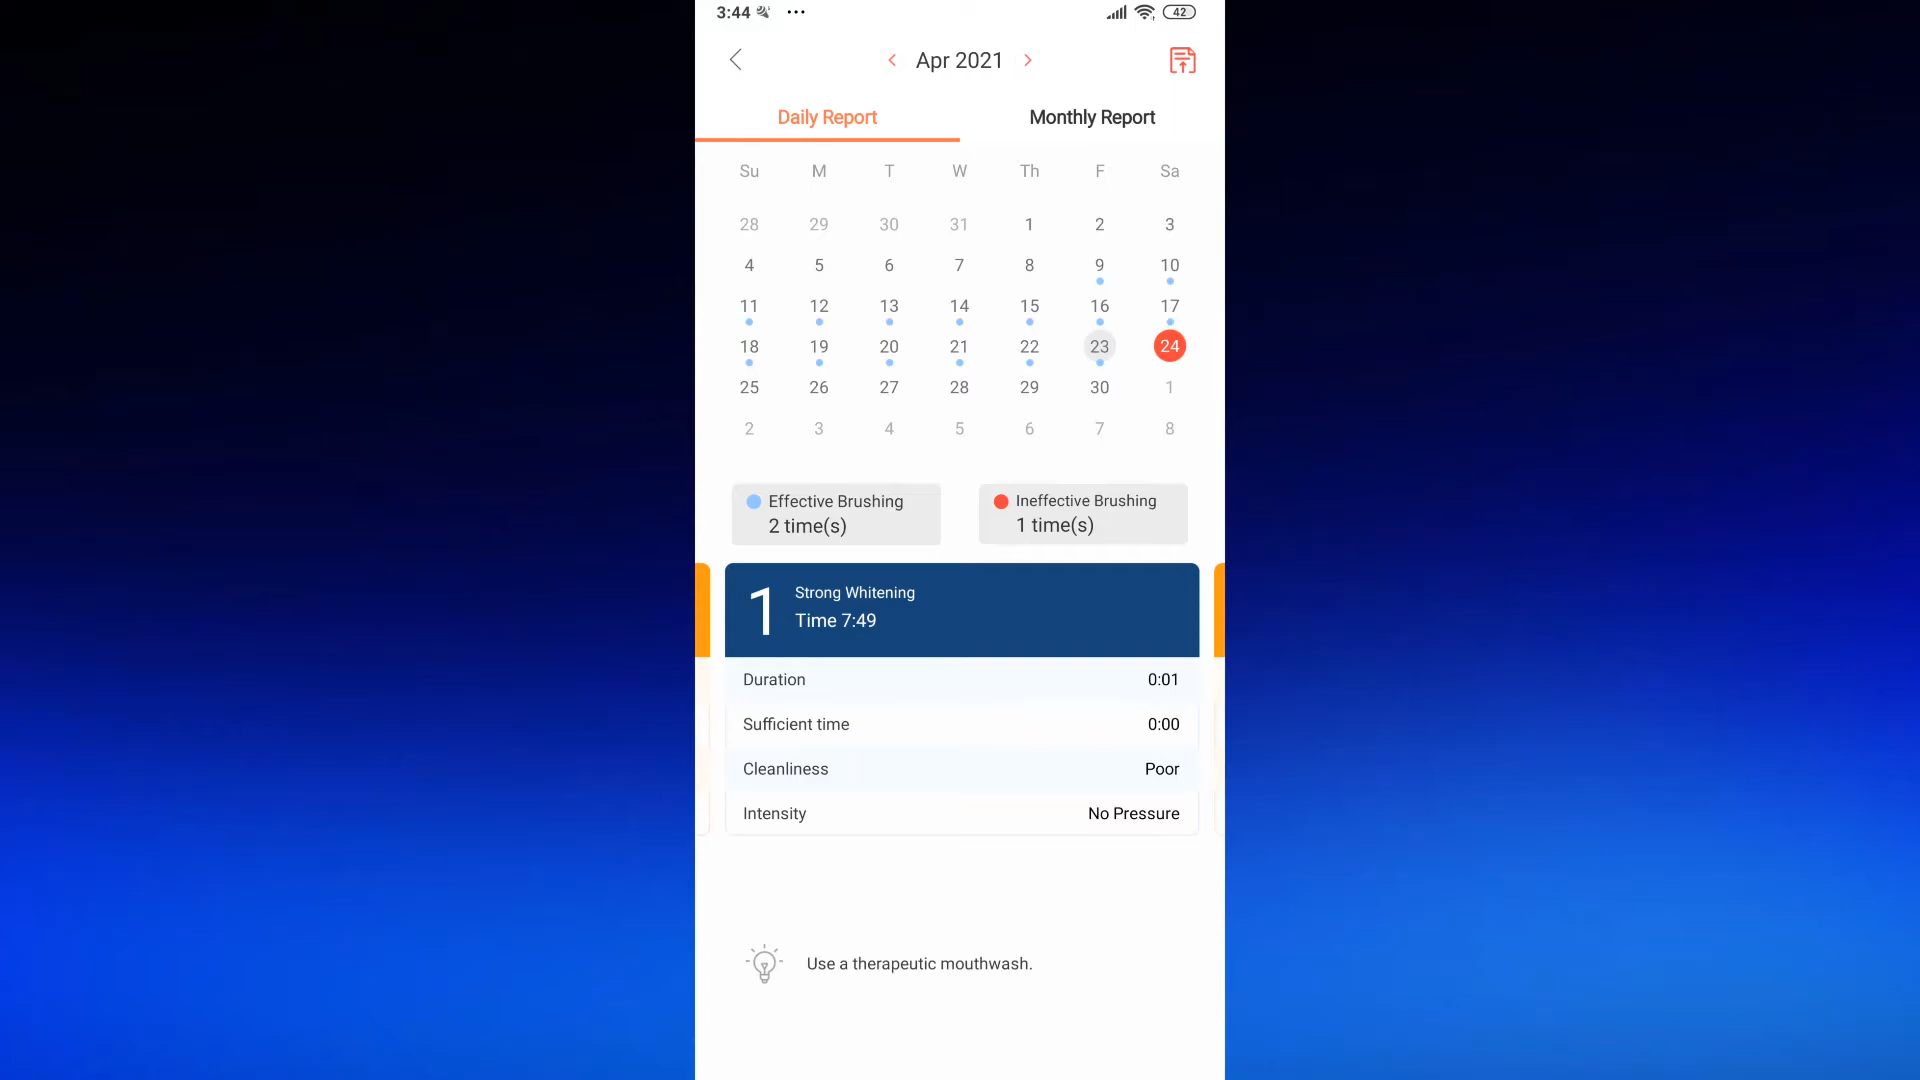 3:44 ... 42
Apr 2021
Daily Report Monthly Report
Su M T W Th F Sa
28 29 30 31 1 2 3
4 5 6 7 8 9 10
11 12 13 14 15 16 17
18 19 20 21 22 23 24
25 26 27 28 29 30 1
2 3 4 5 6 7 8
Effective Brushing
2 time(s)
Ineffective Brushing
1 time(s)
1
Strong Whitening
Time 7:49
Duration 0:01
Sufficient time 0:00
Cleanliness Poor
Intensity No Pressure
Use a therapeutic mouthwash.